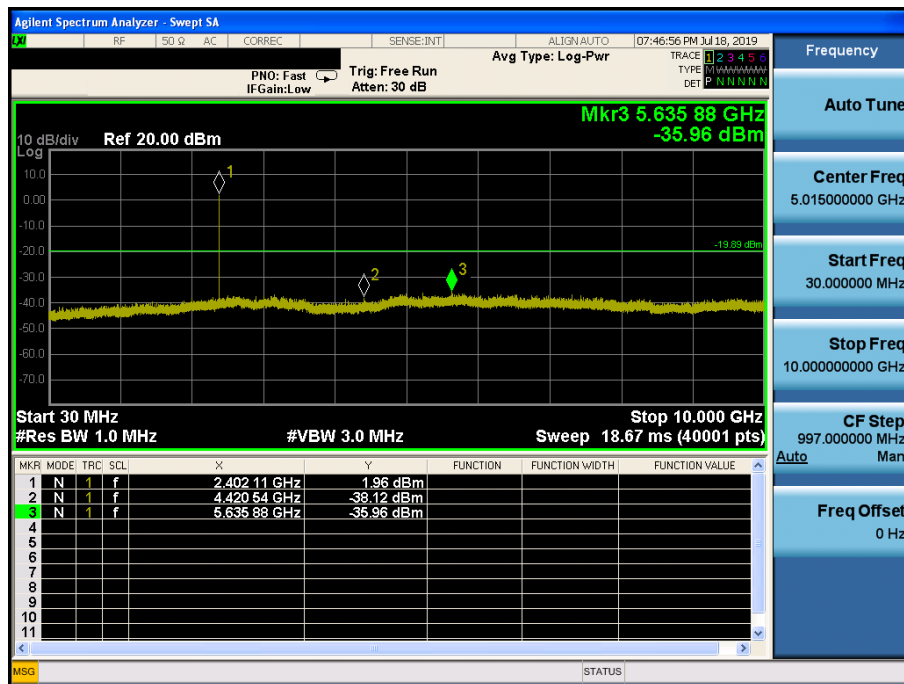 Agilent Spectrum Analyzer - Swept SA
LXI RF 50 Ω AC CORREC SENSE:INT ALIGN AUTO 07:46:56 PM Jul 18, 2019
Frequency
Avg Type: Log-Pwr TRACE 1 2 3 4 5 6
PNO: Fast Trig: Free Run TYPE M WWWWW
IFGain:Low Atten: 30 dB DET P N N N N N
Auto Tune
Mkr3 5.635 88 GHz
-35.96 dBm
10 dB/div Ref 20.00 dBm
Log
10.0
0.00
-10.0
-20.0
-30.0
-40.0
-50.0
-60.0
-70.0
1
2
3
-19.89 dBm
Center Freq
5.015000000 GHz
Start Freq
30.000000 MHz
Stop Freq
10.000000000 GHz
Start 30 MHz Stop 10.000 GHz
#Res BW 1.0 MHz #VBW 3.0 MHz Sweep 18.67 ms (40001 pts)
CF Step
997.000000 MHz
Auto Man
MKR MODE TRC SCL X Y FUNCTION FUNCTION WIDTH FUNCTION VALUE
1 N 1 f 2.402 11 GHz 1.96 dBm
2 N 1 f 4.420 54 GHz -38.12 dBm
3 N 1 f 5.635 88 GHz -35.96 dBm
4
5
6
7
8
9
10
11
Freq Offset
0 Hz
MSG STATUS